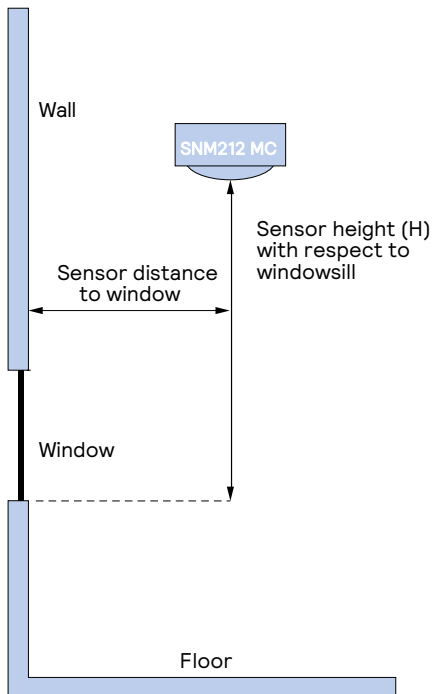 Wall
SNM212 MC
Sensor height (H)
with respect to
windowsill
Sensor distance
to window
Window
Floor